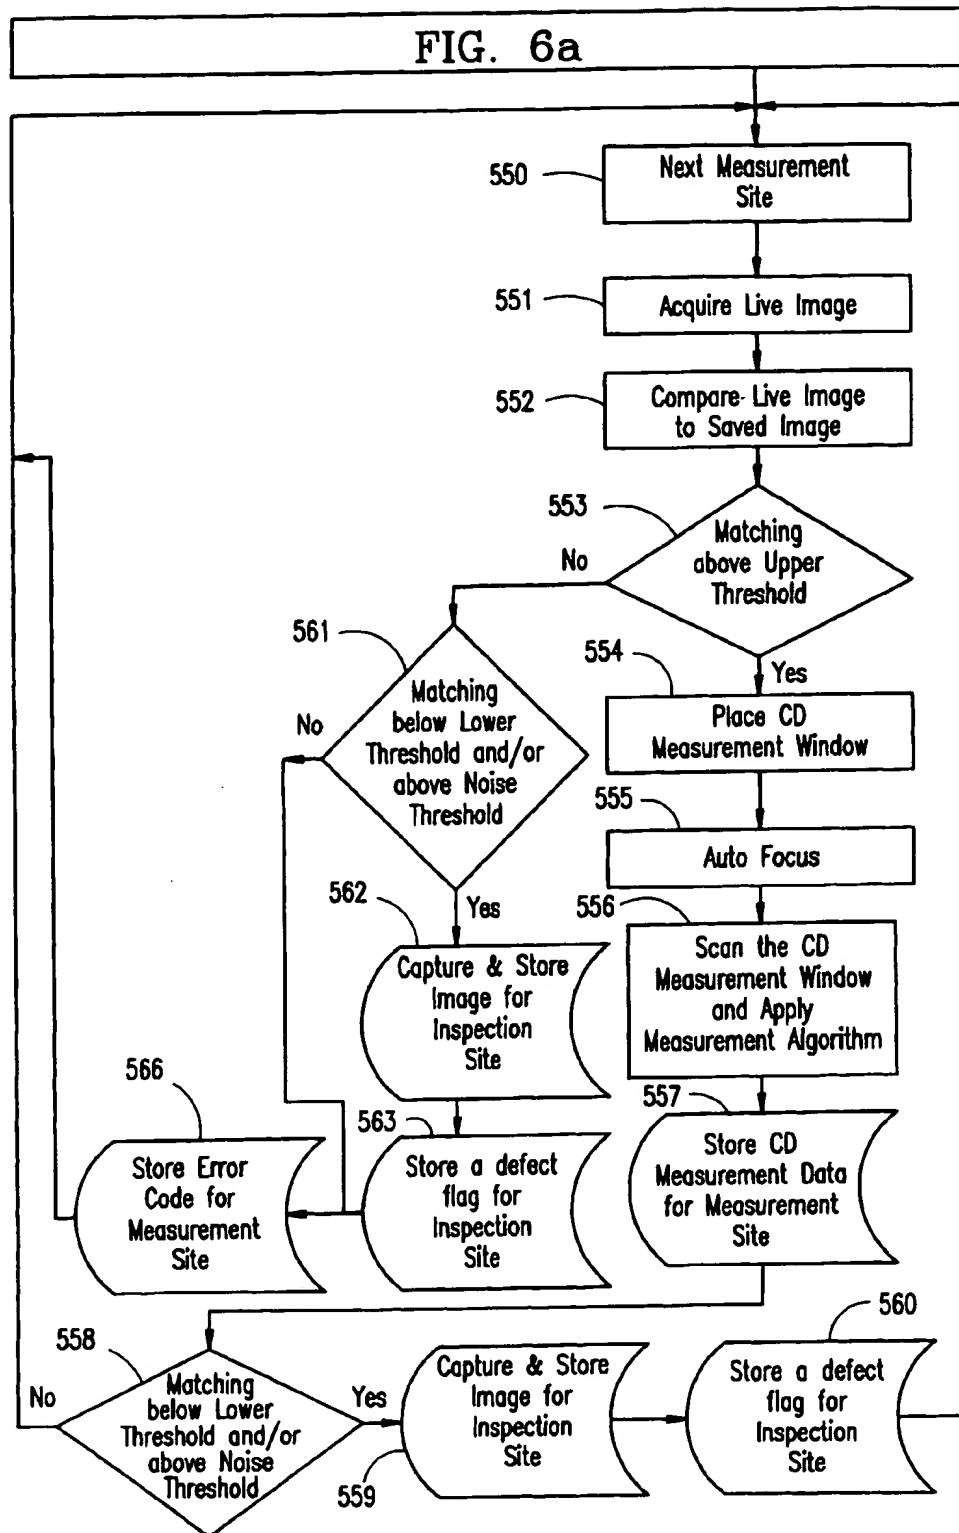 FIG. 6a
550
Next Measurement
Site
551
Acquire Live Image
552
Compare-Live Image
to Saved Image
553
Matching
above Upper
Threshold
No
Yes
561
Matching
below Lower
Threshold and/or
above Noise
Threshold
No
Yes
554
Place CD
Measurement Window
555
Auto Focus
556
Scan the CD
Measurement Window
and Apply
Measurement Algorithm
562
Capture & Store
Image for
Inspection
Site
557
Store CD
Measurement Data
for Measurement
Site
563
Store a defect
flag for
Inspection
Site
566
Store Error
Code for
Measurement
Site
558
Matching
below Lower
Threshold and/or
above Noise
Threshold
No
Yes
559
Capture & Store
Image for
Inspection
Site
560
Store a defect
flag for
Inspection
Site